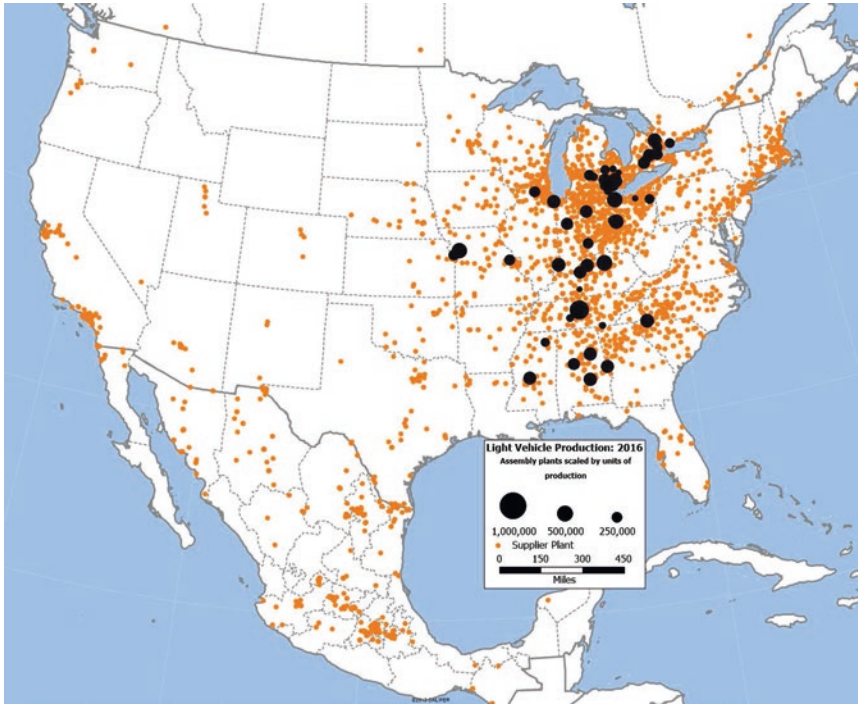 Light Vehicle Production: 2016
Assembly plants scaled by units of
production
1,000,000 500,000 250,000
Supplier Plant
0 150 300 450
Miles